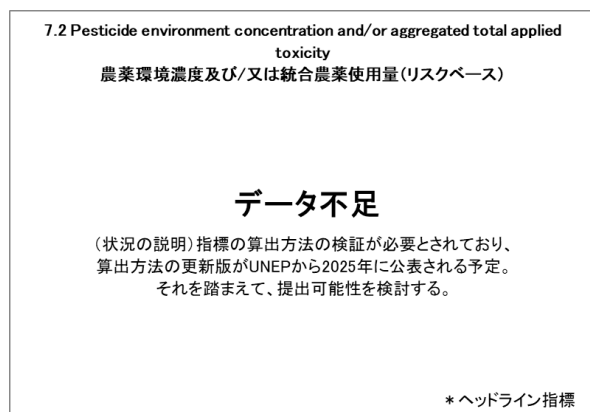 7.2 Pesticide environment concentration and/or aggregated total applied
toxicity
農薬環境濃度及び/又は統合農薬使用量(リスクベース)
データ不足
(状況の説明)指標の算出方法の検証が必要とされており、
算出方法の更新版がUNEPから2025年に公表される予定。
それを踏まえて、提出可能性を検討する。
*ヘッドライン指標